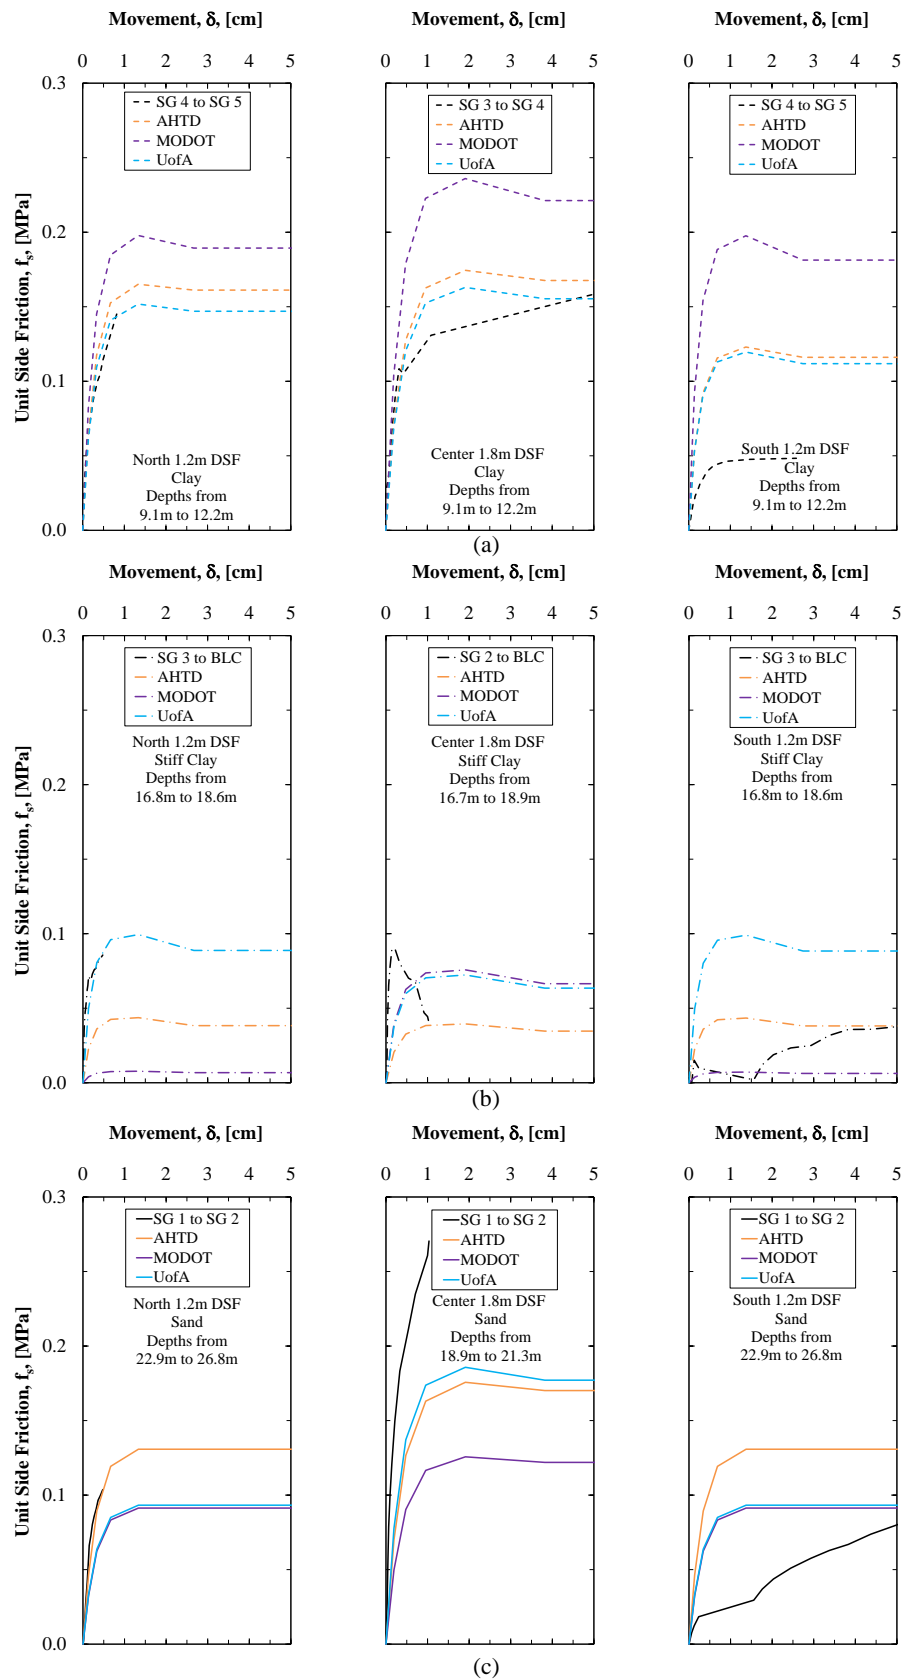 Movement, δ, [cm] Movement, δ, [cm] Movement, δ, [cm]
0 1 2 3 4 5 0 1 2 3 4 5 0 1 2 3 4 5
0.3
0.2
0.1
0.0
Unit Side Friction, fs, [MPa]
SG 4 to SG 5
AHTD
MODOT
UofA
North 1.2m DSF
Clay
Depths from
9.1m to 12.2m
SG 3 to SG 4
AHTD
MODOT
UofA
Center 1.8m DSF
Clay
Depths from
9.1m to 12.2m
SG 4 to SG 5
AHTD
MODOT
UofA
South 1.2m DSF
Clay
Depths from
9.1m to 12.2m
(a)
Movement, δ, [cm] Movement, δ, [cm] Movement, δ, [cm]
0 1 2 3 4 5 0 1 2 3 4 5 0 1 2 3 4 5
0.3
0.2
0.1
0.0
Unit Side Friction, fs, [MPa]
SG 3 to BLC
AHTD
MODOT
UofA
North 1.2m DSF
Stiff Clay
Depths from
16.8m to 18.6m
SG 2 to BLC
AHTD
MODOT
UofA
Center 1.8m DSF
Stiff Clay
Depths from
16.7m to 18.9m
SG 3 to BLC
AHTD
MODOT
UofA
South 1.2m DSF
Stiff Clay
Depths from
16.8m to 18.6m
(b)
Movement, δ, [cm] Movement, δ, [cm] Movement, δ, [cm]
0 1 2 3 4 5 0 1 2 3 4 5 0 1 2 3 4 5
0.3
0.2
0.1
0.0
Unit Side Friction, fs, [MPa]
SG 1 to SG 2
AHTD
MODOT
UofA
North 1.2m DSF
Sand
Depths from
22.9m to 26.8m
SG 1 to SG 2
AHTD
MODOT
UofA
Center 1.8m DSF
Sand
Depths from
18.9m to 21.3m
SG 1 to SG 2
AHTD
MODOT
UofA
South 1.2m DSF
Sand
Depths from
22.9m to 26.8m
(c)